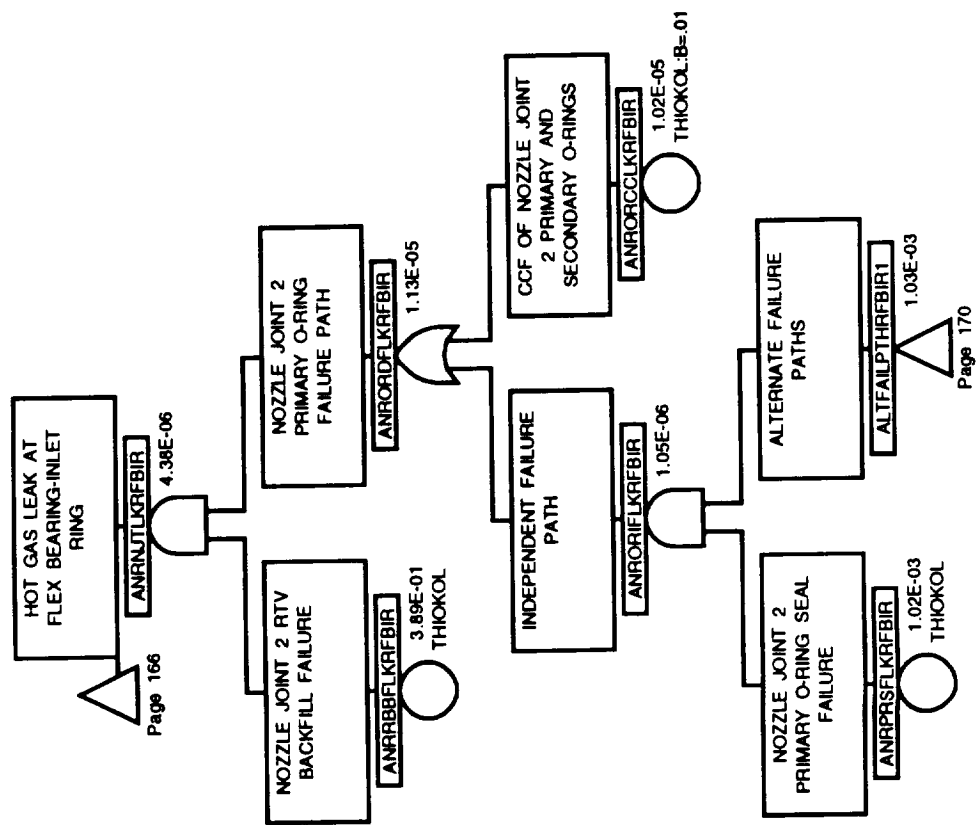 HOT GAS LEAK AT
FLEX BEARING-INLET
RING
ANRNJTLKRFBIR
4.38E-06
Page 166
NOZZLE JOINT 2 RTV
BACKFILL FAILURE
ANRRBBFLKRFBIR
3.89E-01
THIOKOL
NOZZLE JOINT 2
PRIMARY O-RING
FAILURE PATH
ANRORDFLKRFBIR
1.13E-05
INDEPENDENT FAILURE
PATH
ANRORIFLKRFBIR
1.05E-06
CCF OF NOZZLE JOINT
2 PRIMARY AND
SECONDARY O-RINGS
ANRORCCLKRFBIR
1.02E-05
THIOKOL:B=.01
NOZZLE JOINT 2
PRIMARY O-RING SEAL
FAILURE
ANRPRSFLKRFBIR
1.02E-03
THIOKOL
ALTERNATE FAILURE
PATHS
ALTFAILPTHRFBIR1
1.03E-03
Page 170